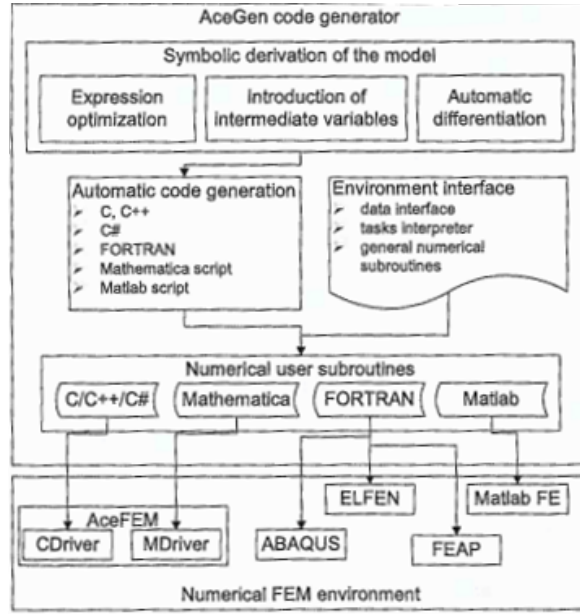 AceGen code generator
Symbolic derivation of the model
Expression
optimization
Introduction of
intermediate variables
Automatic
differentiation
Automatic code generation
➢ C, C++
➢ C#
➢ FORTRAN
➢ Mathematica script
➢ Matlab script
Environment interface
➢ data interface
➢ tasks interpreter
➢ general numerical
subroutines
Numerical user subroutines
C/C++/C#
Mathematica
FORTRAN
Matlab
ELFEN
Matlab FE
AceFEM
CDriver
MDriver
ABAQUS
FEAP
Numerical FEM environment